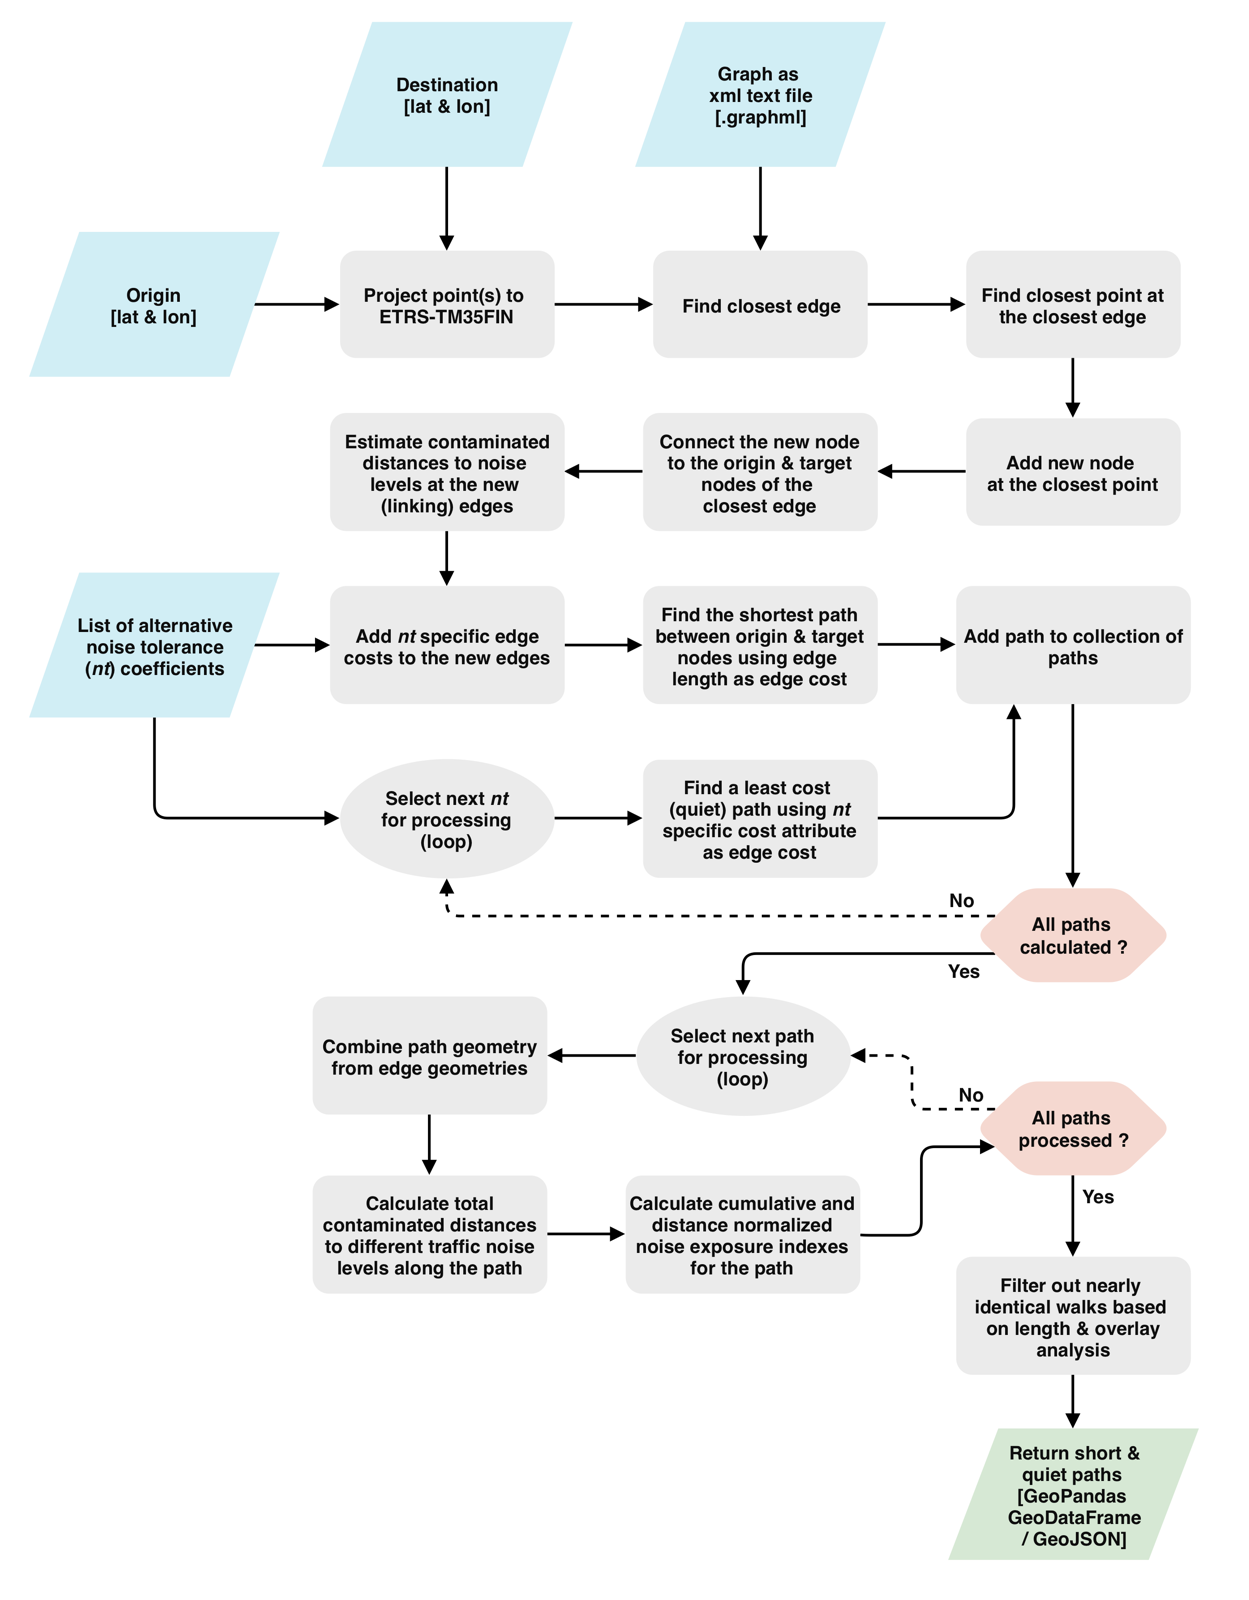 Destination
[lat & lon]
Graph as
xml text file
[.graphml]
Origin
[lat & lon]
Project point(s) to
ETRS-TM35FIN
Find closest edge
Find closest point at
the closest edge
Estimate contaminated
distances to noise
levels at the new
(linking) edges
Connect the new node
to the origin & target
nodes of the
closest edge
Add new node
at the closest point
List of alternative
noise tolerance
(nt) coefficients
Add nt specific edge
costs to the new edges
Find the shortest path
between origin & target
nodes using edge
length as edge cost
Add path to collection of
paths
Select next nt
for processing
(loop)
Find a least cost
(quiet) path using nt
specific cost attribute
as edge cost
No
All paths
calculated ?
Yes
Combine path geometry
from edge geometries
Select next path
for processing
(loop)
No
All paths
processed ?
Yes
Calculate total
contaminated distances
to different traffic noise
levels along the path
Calculate cumulative and
distance normalized
noise exposure indexes
for the path
Filter out nearly
identical walks based
on length & overlay
analysis
Return short &
quiet paths
[GeoPandas
GeoDataFrame
/ GeoJSON]